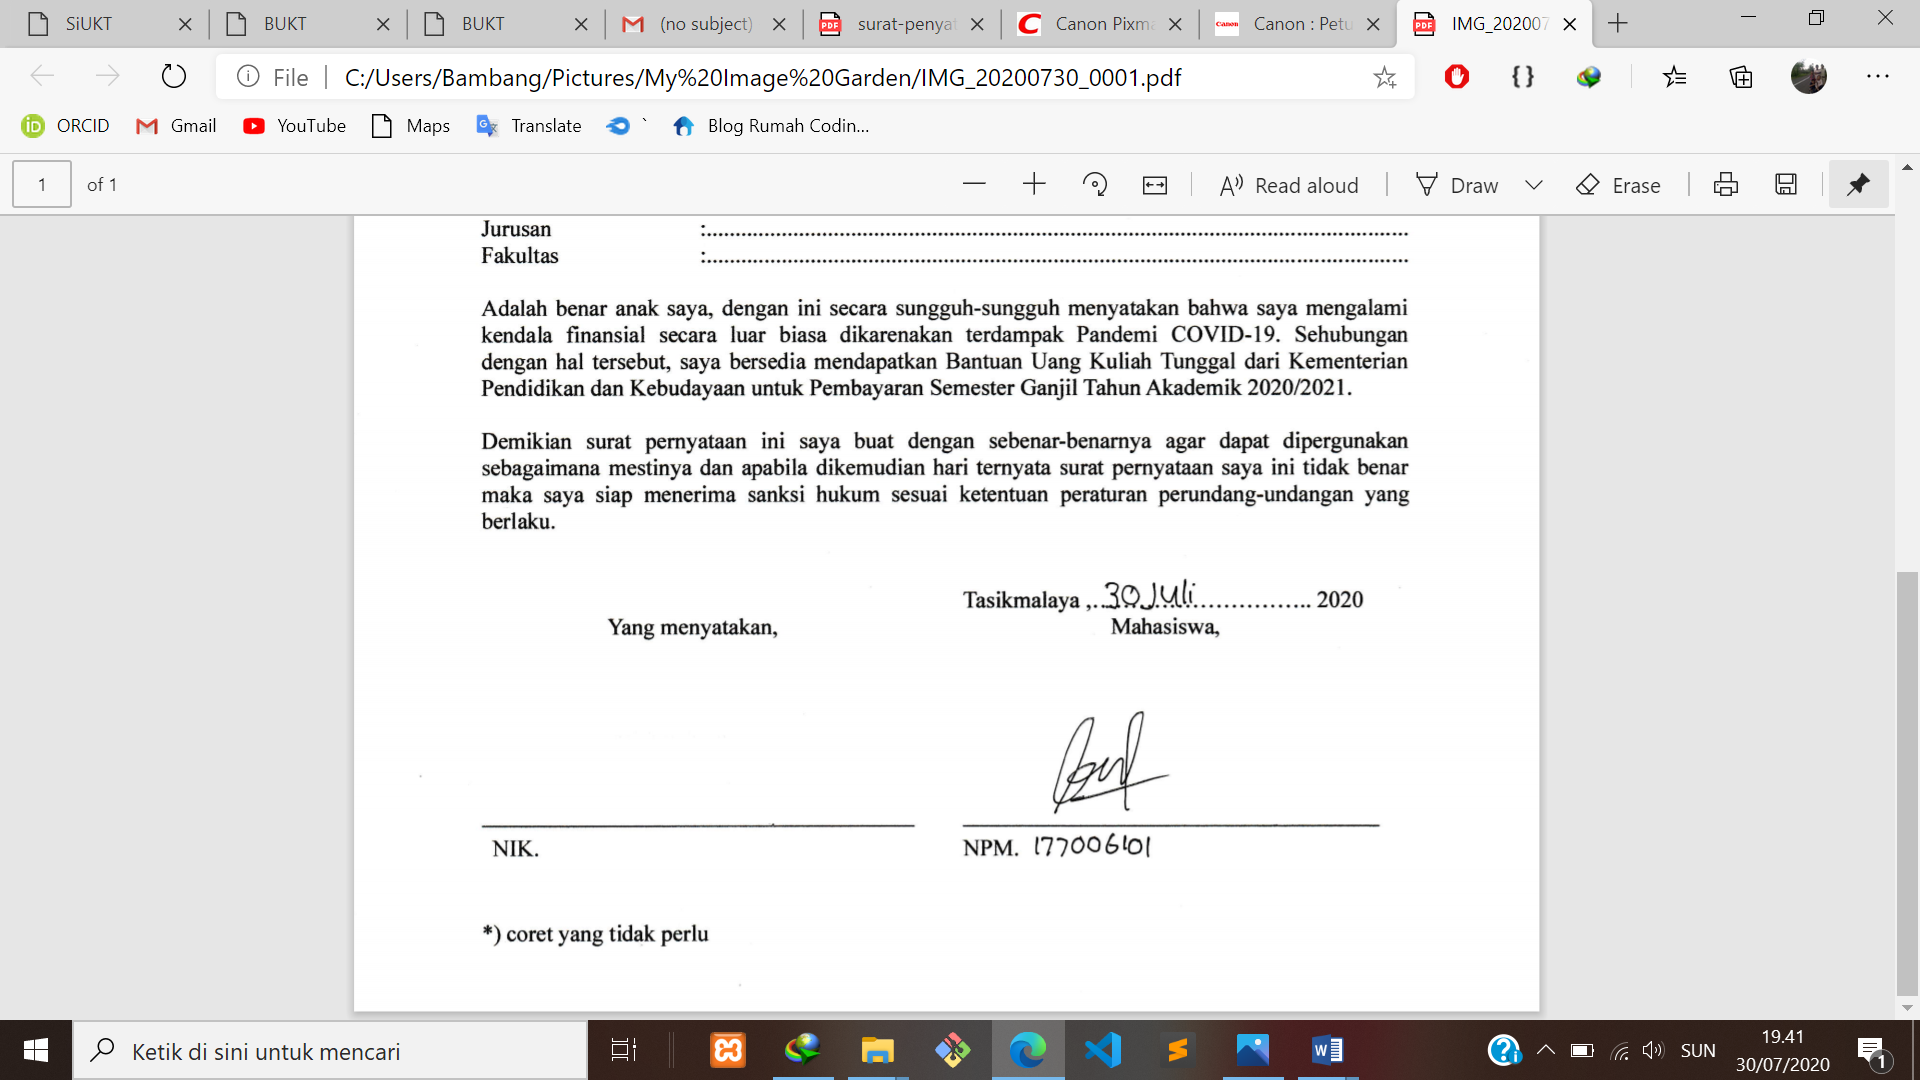 SiUKT BUKT BUKT (no subject) surat-penya Canon Pixm Canon : Petu IMG_202007
File C:/Users/Bambang/Pictures/My%20Image%20Garden/IMG_20200730_0001.pdf
ORCID Gmail YouTube Maps Translate ` Blog Rumah Codin...
1 of 1 Read aloud Draw Erase
Jurusan :................................................................................
Fakultas :................................................................................
Adalah benar anak saya, dengan ini secara sungguh-sungguh menyatakan bahwa saya mengalami
kendala finansial secara luar biasa dikarenakan terdampak Pandemi COVID-19. Sehubungan
dengan hal tersebut, saya bersedia mendapatkan Bantuan Uang Kuliah Tunggal dari Kementerian
Pendidikan dan Kebudayaan untuk Pembayaran Semester Ganjil Tahun Akademik 2020/2021.
Demikian surat pernyataan ini saya buat dengan sebenar-benarnya agar dapat dipergunakan
sebagaimana mestinya dan apabila dikemudian hari ternyata surat pernyataan saya ini tidak benar
maka saya siap menerima sanksi hukum sesuai ketentuan peraturan perundang-undangan yang
berlaku.
Tasikmalaya ,..30 Juli.................. 2020
Yang menyatakan, Mahasiswa,
NIK. NPM. 177006101
*) coret yang tidak perlu
Ketik di sini untuk mencari SUN 19.41
30/07/2020 1